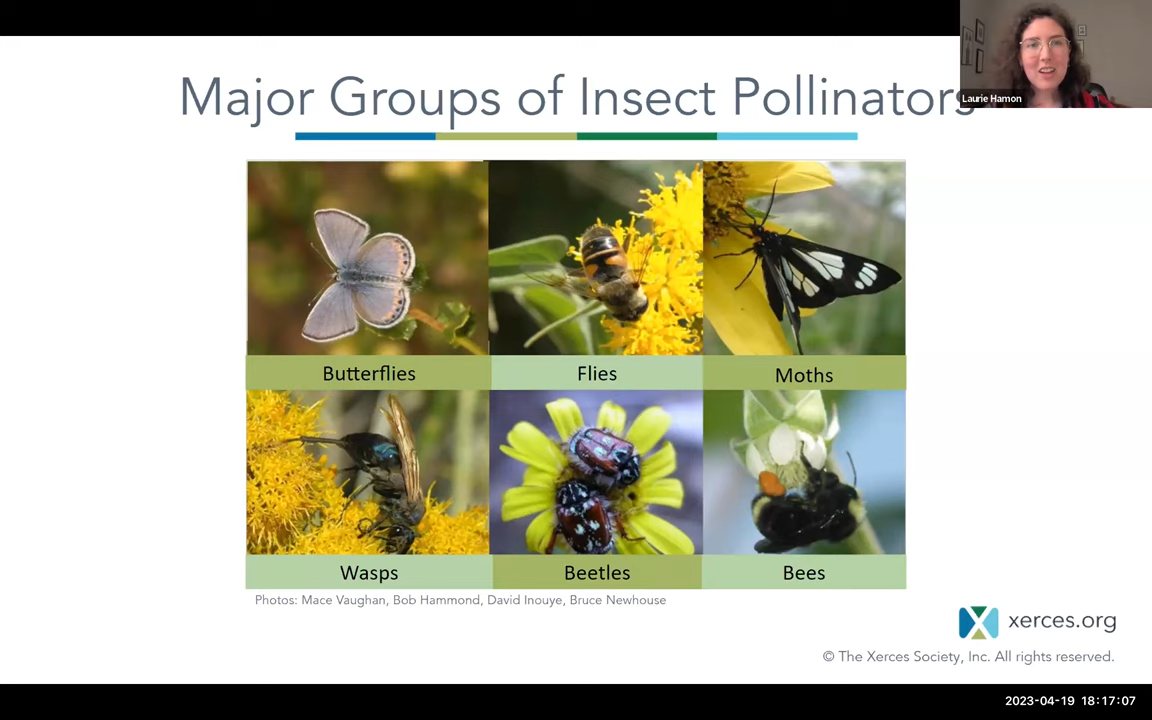 Major Groups of Insect Pollinators
Laurie Hamon
Butterflies
Flies
Moths
Wasps
Beetles
Bees
Photos: Mace Vaughan, Bob Hammond, David Inouye, Bruce Newhouse
xerces.org
© The Xerces Society, Inc. All rights reserved.
2023-04-19 18:17:07